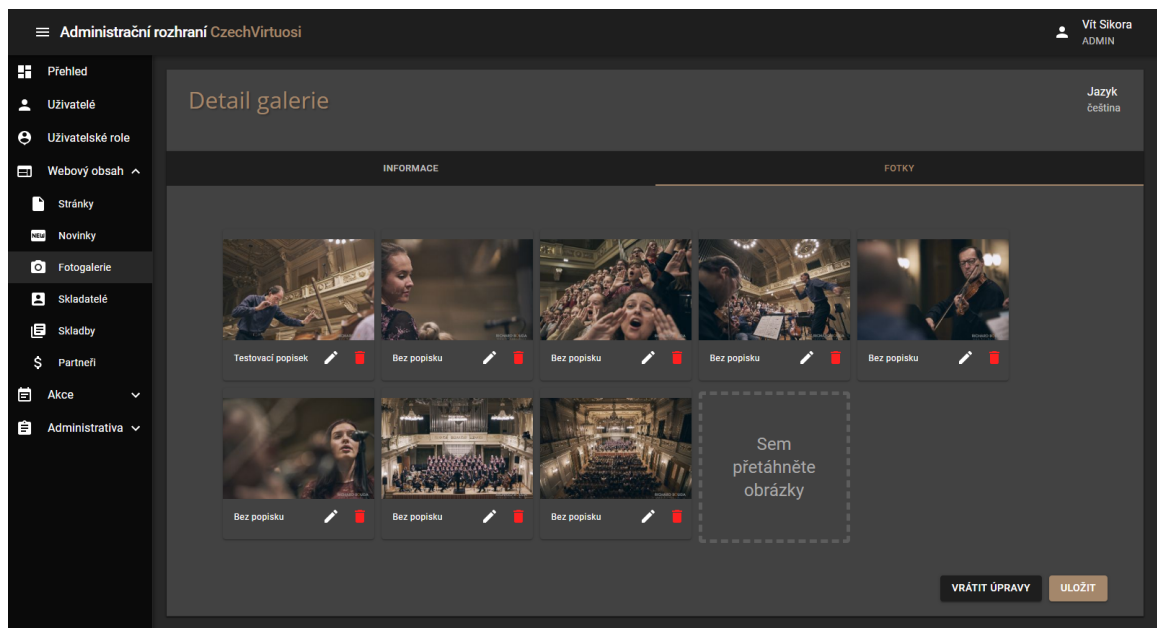 Administrační rozhraní CzechVirtuosi
Vít Sikora
ADMIN
Přehled
Uživatelé
Uživatelské role
Webový obsah
Stránky
NEW Novinky
Fotogalerie
Skladatelé
Skladby
Partneři
Akce
Administrativa
Detail galerie
Jazyk
čeština
INFORMACE
FOTKY
Testovací popisek
Bez popisku
Bez popisku
Bez popisku
Bez popisku
Bez popisku
Bez popisku
Bez popisku
Sem
přetáhněte
obrázky
VRÁTIT ÚPRAVY
ULOŽIT